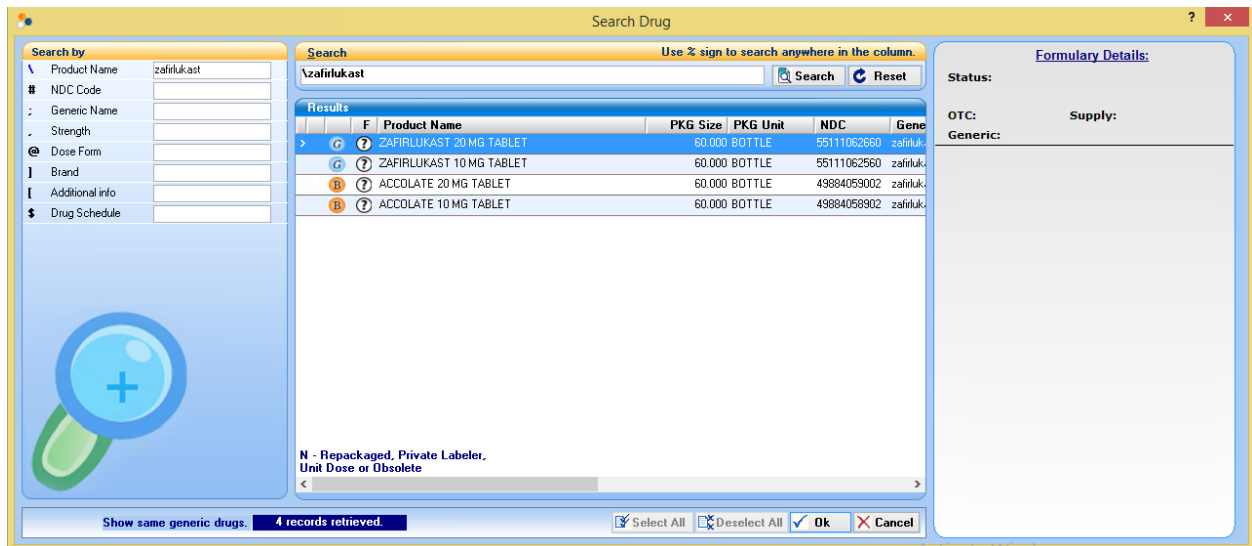 Search Drug
? ×
Search by
\ Product Name zafirlukast
# NDC Code
; Generic Name
Strength
@ Dose Form
] Brand
[ Additional info
$ Drug Schedule
Search Use % sign to search anywhere in the column.
\zafirlukast Search Reset
Results
F Product Name PKG Size PKG Unit NDC Gene
> G ? ZAFIRLUKAST 20 MG TABLET 60.000 BOTTLE 55111062660 zafirluk
G ? ZAFIRLUKAST 10 MG TABLET 60.000 BOTTLE 55111062560 zafirluk
B ? ACCOLATE 20 MG TABLET 60.000 BOTTLE 49884059002 zafirluk
B ? ACCOLATE 10 MG TABLET 60.000 BOTTLE 49884058902 zafirluk
N - Repackaged, Private Labeler,
Unit Dose or Obsolete
< >
Show same generic drugs. 4 records retrieved. Select All Deselect All Ok Cancel
Formulary Details:
Status:
OTC: Supply:
Generic: